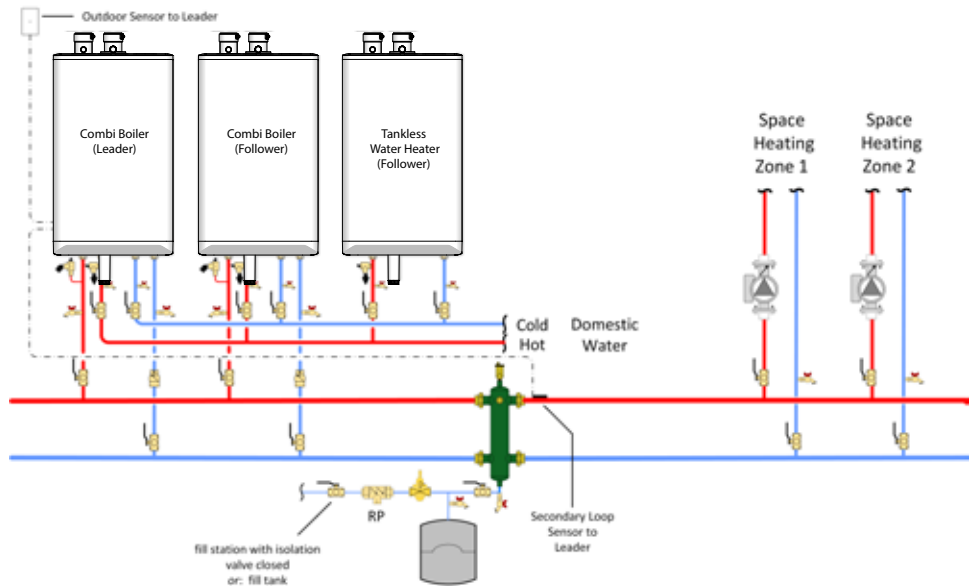 Outdoor Sensor to Leader
Combi Boiler
(Leader)
Combi Boiler
(Follower)
Tankless
Water Heater
(Follower)
Space
Heating
Zone 1
Space
Heating
Zone 2
Cold
Hot
Domestic
Water
RP
fill station with isolation
valve closed
or: fill tank
Secondary Loop
Sensor to
Leader